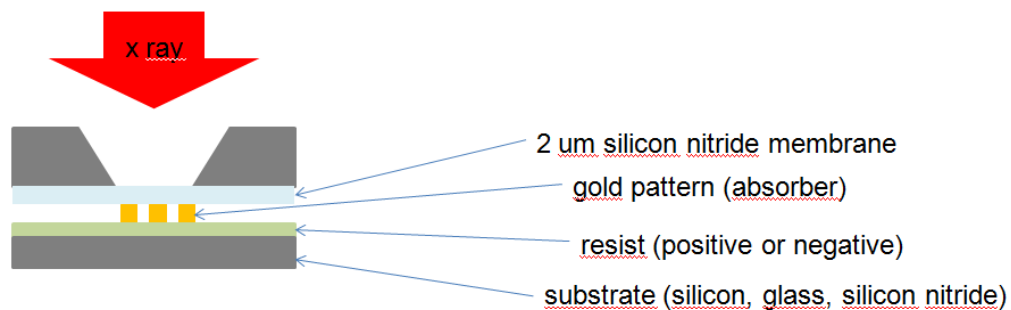 x ray
2 um silicon nitride membrane
gold pattern (absorber)
resist (positive or negative)
substrate (silicon, glass, silicon nitride)